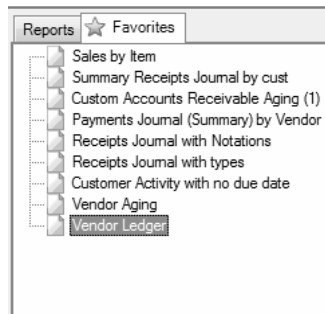 Reports Favorites
Sales by Item
Summary Receipts Journal by cust
Custom Accounts Receivable Aging (1)
Payments Journal (Summary) by Vendor
Receipts Journal with Notations
Receipts Journal with types
Customer Activity with no due date
Vendor Aging
Vendor Ledger